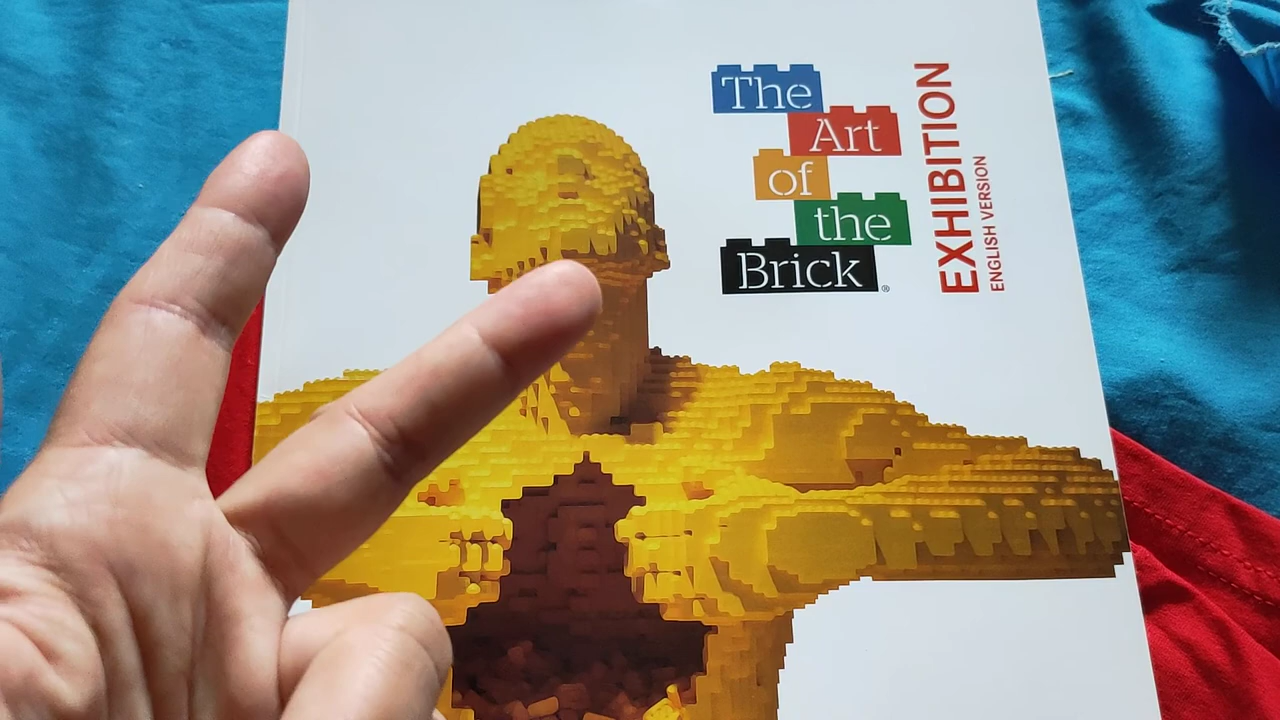 The
Art
of
the
Brick®
EXHIBITION
ENGLISH VERSION